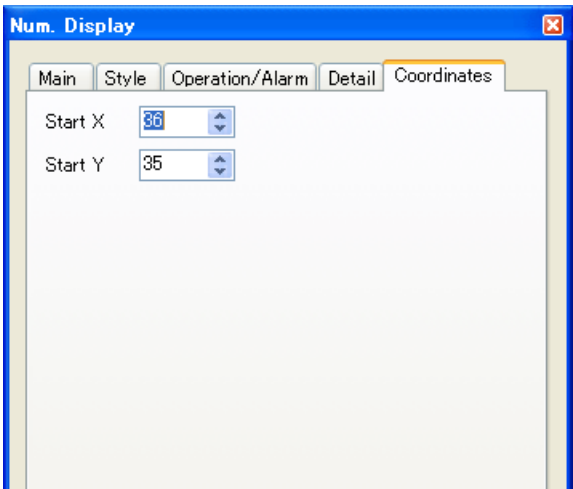 Num. Display
Main Style Operation/Alarm Detail Coordinates
Start X 36
Start Y 35